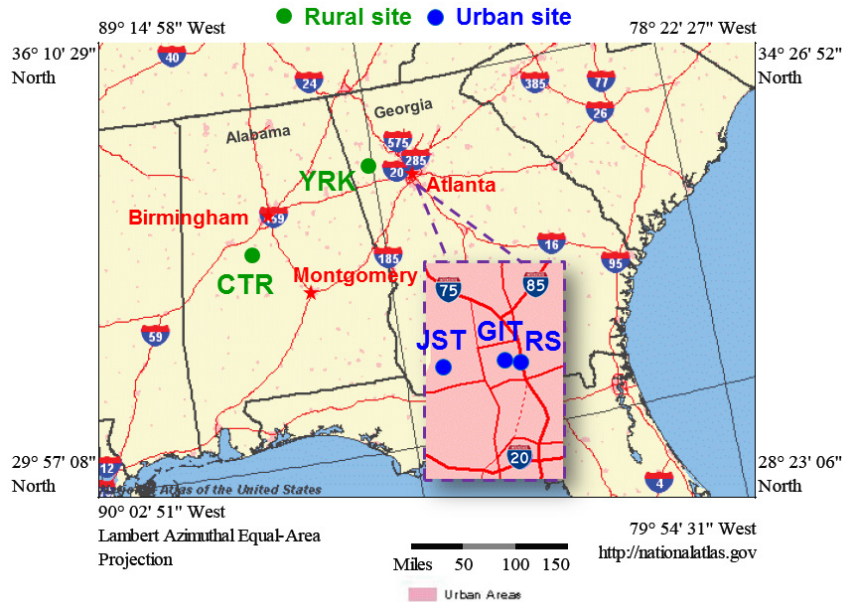 Rural site Urban site
89° 14' 58" West
78° 22' 27" West
36° 10' 29"
North
34° 26' 52"
North
40
24
385
77
26
Georgia
Alabama
575
285
20
YRK
Atlanta
Birmingham
59
16
185
95
CTR
Montgomery
75
85
GIT
JST
RS
59
20
12
4
29° 57' 08"
North
28° 23' 06"
North
National Atlas of the United States
90° 02' 51" West
Lambert Azimuthal Equal-Area
Projection
79° 54' 31" West
http://nationalatlas.gov
Miles 50 100 150
Urban Areas